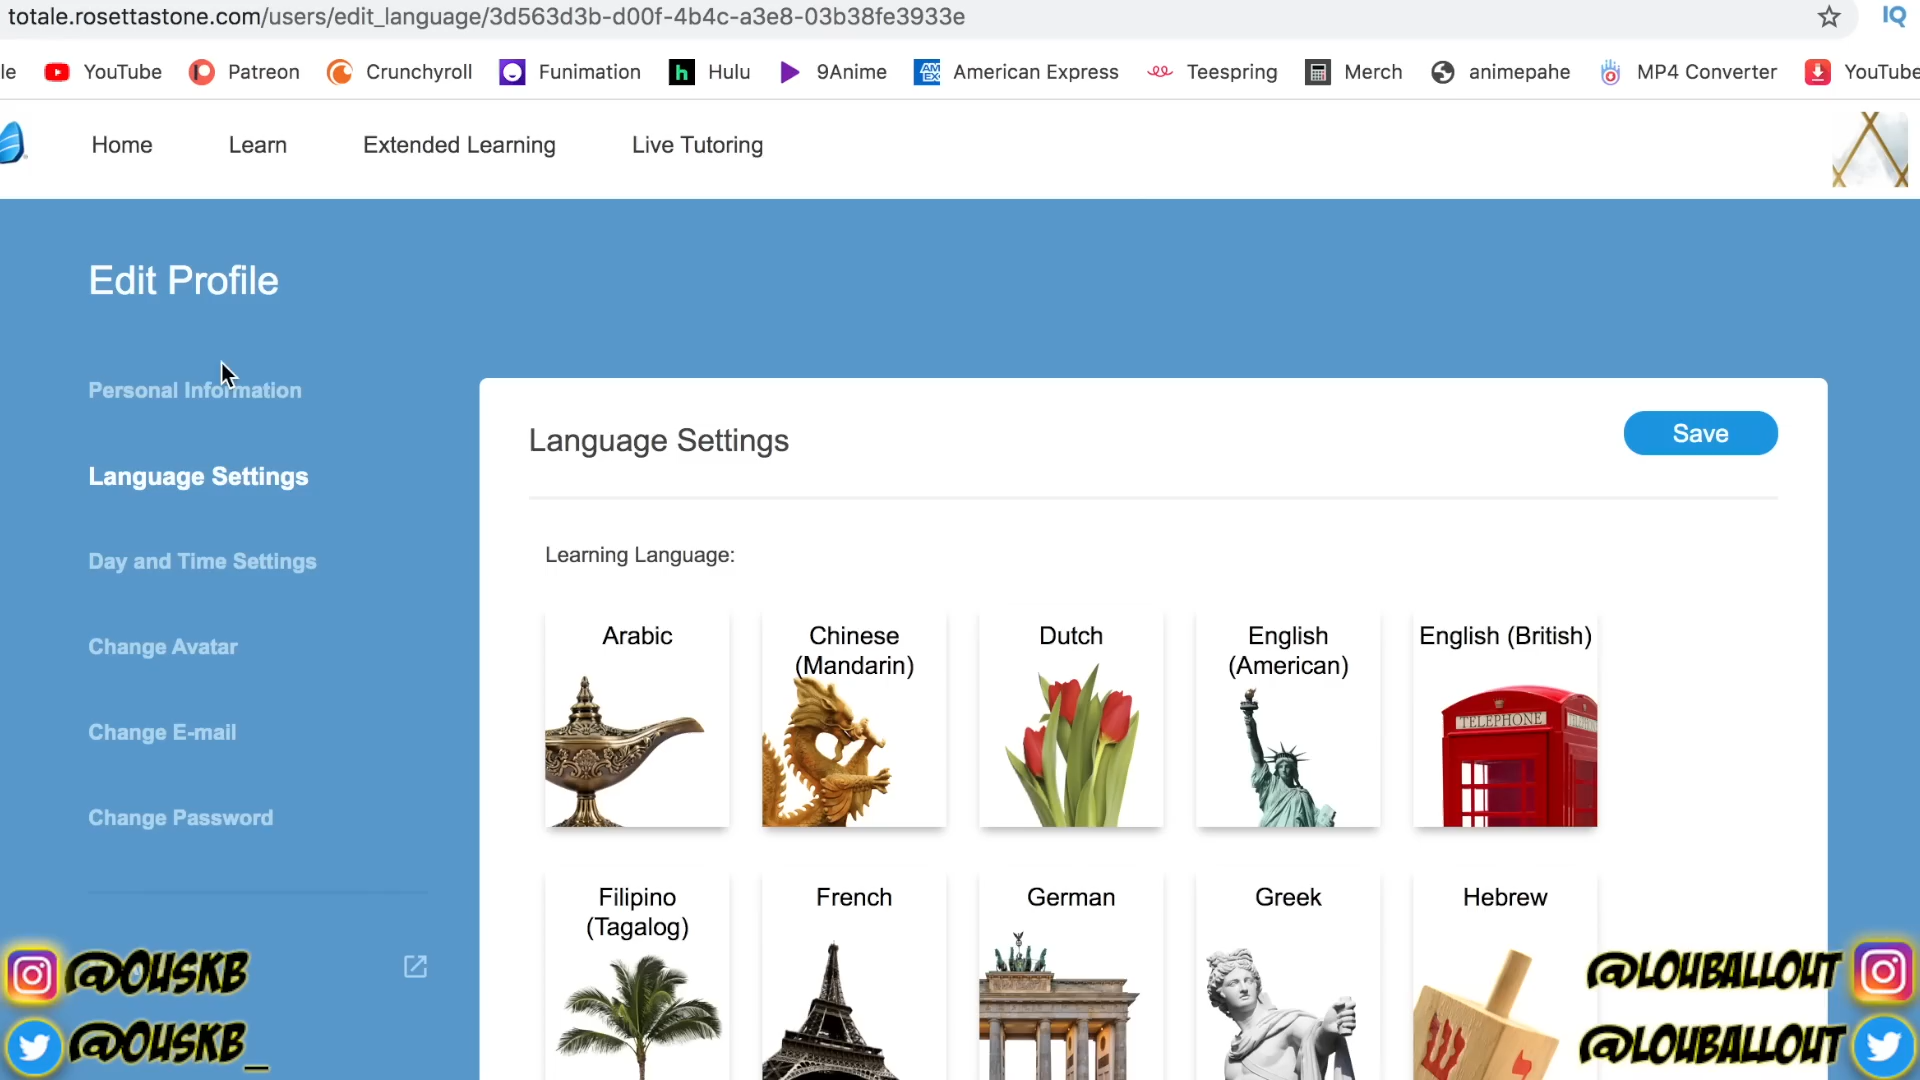 totale.rosettastone.com/users/edit_language/3d563d3b-d00f-4b4c-a3e8-03b38fe3933e
IQ
le YouTube Patreon Crunchyroll Funimation h Hulu 9Anime AM EX American Express Teespring Merch animepahe MP4 Converter YouTube
Home Learn Extended Learning Live Tutoring
Edit Profile
Personal Information
Language Settings
Day and Time Settings
Change Avatar
Change E-mail
Change Password
Language Settings
Save
Learning Language:
Arabic
Chinese
(Mandarin)
Dutch
English
(American)
English (British)
TELEPHONE
Filipino
(Tagalog)
French
German
Greek
Hebrew
@OUSKB
@OUSKB_
@LOUBALLOUT
@LOUBALLOUT